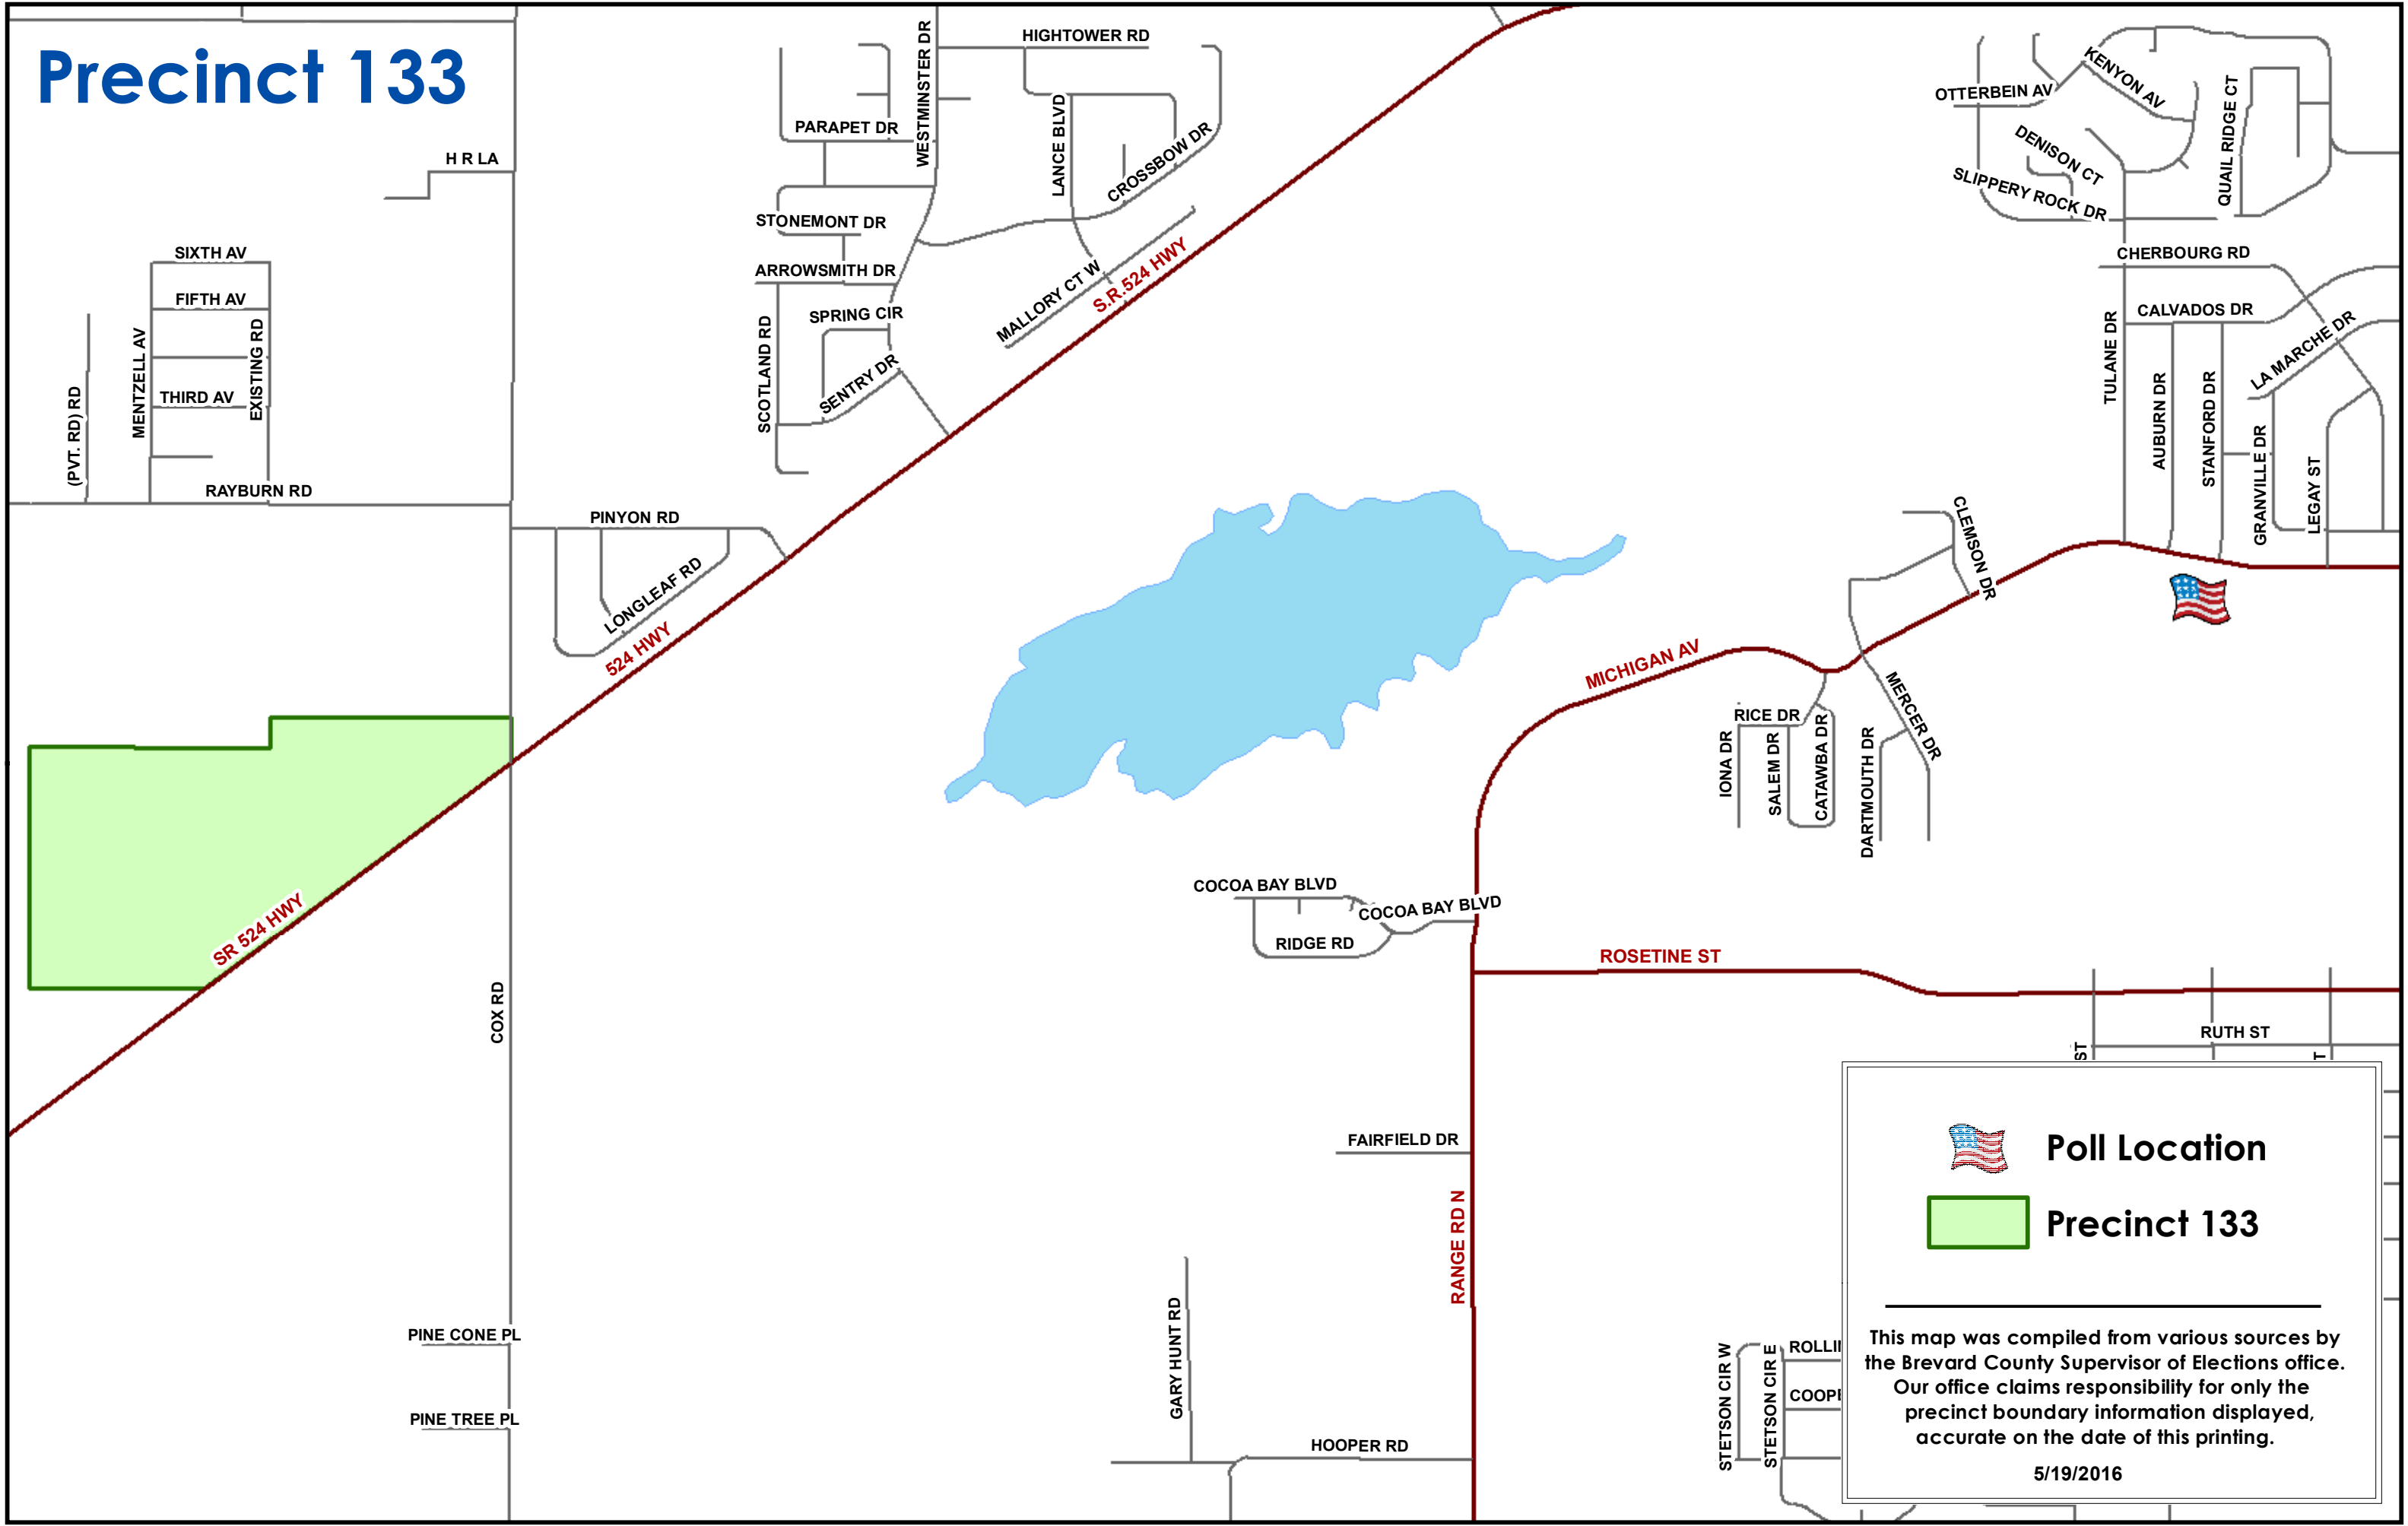 Precinct 133
HIGHTOWER RD
WESTMINSTER DR
PARAPET DR
LANCE BLVD
CROSSBOW DR
H R LA
STONEMONT DR
ARROWSMITH DR
MALLORY CT W
S.R.524 HWY
SPRING CIR
SCOTLAND RD
SENTRY DR
SIXTH AV
FIFTH AV
MENTZELL AV
EXISTING RD
THIRD AV
(PVT. RD) RD
RAYBURN RD
PINYON RD
LONGLEAF RD
524 HWY
SR 524 HWY
COX RD
PINE CONE PL
PINE TREE PL
OTTERBEIN AV
KENYON AV
DENISON CT
QUAIL RIDGE CT
SLIPPERY ROCK DR
CHERBOURG RD
CALVADOS DR
TULANE DR
LA MARCHE DR
AUBURN DR
STANFORD DR
GRANVILLE DR
LEGAY ST
CLEMSON DR
MICHIGAN AV
MERCER DR
RICE DR
IONA DR
SALEM DR
CATAWBA DR
DARTMOUTH DR
COCOA BAY BLVD
COCOA BAY BLVD
RIDGE RD
ROSETINE ST
RUTH ST
ST
T
FAIRFIELD DR
RANGE RD N
GARY HUNT RD
HOOPER RD
STETSON CIR W
STETSON CIR E
ROLLI
COOPE
Poll Location
Precinct 133
This map was compiled from various sources by
the Brevard County Supervisor of Elections office.
Our office claims responsibility for only the
precinct boundary information displayed,
accurate on the date of this printing.
5/19/2016